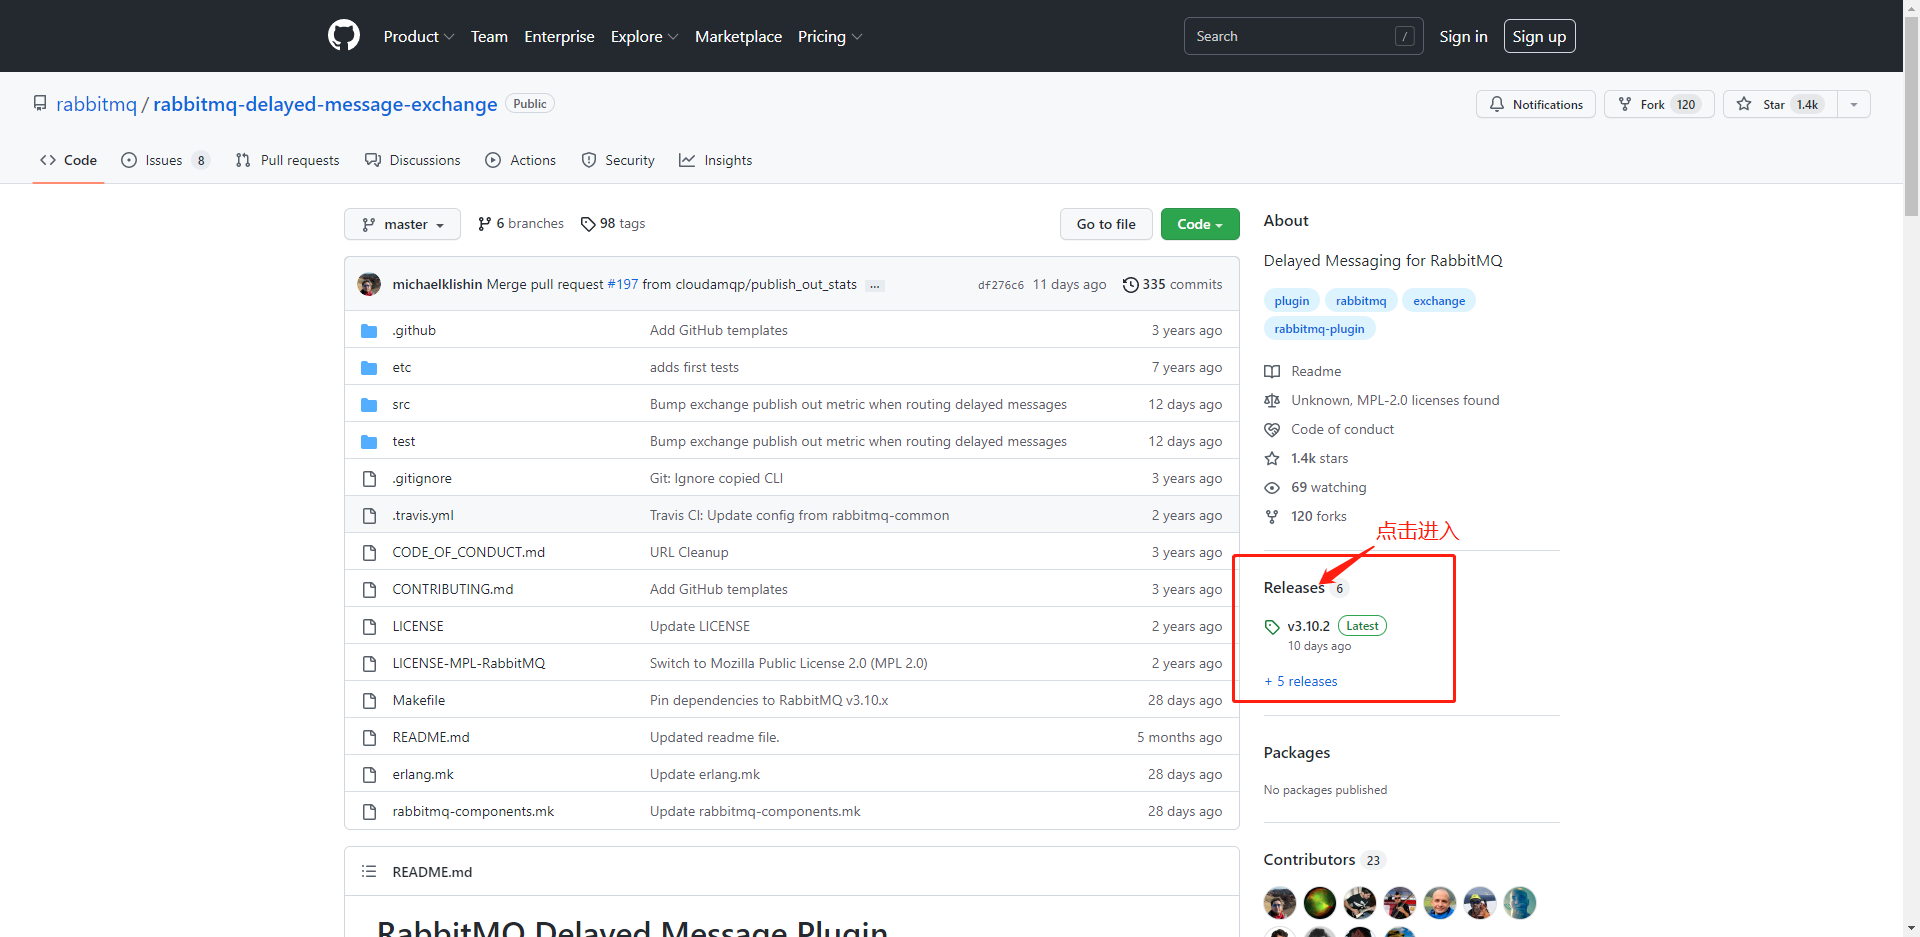 Product Team Enterprise Explore Marketplace Pricing Search / Sign in Sign up
rabbitmq / rabbitmq-delayed-message-exchange Public Notifications Fork 120 Star 1.4k
Code Issues 8 Pull requests Discussions Actions Security Insights
master 6 branches 98 tags Go to file Code
michaelklishin Merge pull request #197 from cloudamqp/publish_out_stats ... df276c6 11 days ago 335 commits
.github Add GitHub templates 3 years ago
etc adds first tests 7 years ago
src Bump exchange publish out metric when routing delayed messages 12 days ago
test Bump exchange publish out metric when routing delayed messages 12 days ago
.gitignore Git: Ignore copied CLI 3 years ago
.travis.yml Travis CI: Update config from rabbitmq-common 2 years ago
CODE_OF_CONDUCT.md URL Cleanup 3 years ago
CONTRIBUTING.md Add GitHub templates 3 years ago
LICENSE Update LICENSE 2 years ago
LICENSE-MPL-RabbitMQ Switch to Mozilla Public License 2.0 (MPL 2.0) 2 years ago
Makefile Pin dependencies to RabbitMQ v3.10.x 28 days ago
README.md Updated readme file. 5 months ago
erlang.mk Update erlang.mk 28 days ago
rabbitmq-components.mk Update rabbitmq-components.mk 28 days ago
README.md
RabbitMQ Delayed Message Plugin
About
Delayed Messaging for RabbitMQ
plugin rabbitmq exchange
rabbitmq-plugin
Readme
Unknown, MPL-2.0 licenses found
Code of conduct
1.4k stars
69 watching
120 forks
点击进入
Releases 6
v3.10.2 Latest
10 days ago
+ 5 releases
Packages
No packages published
Contributors 23